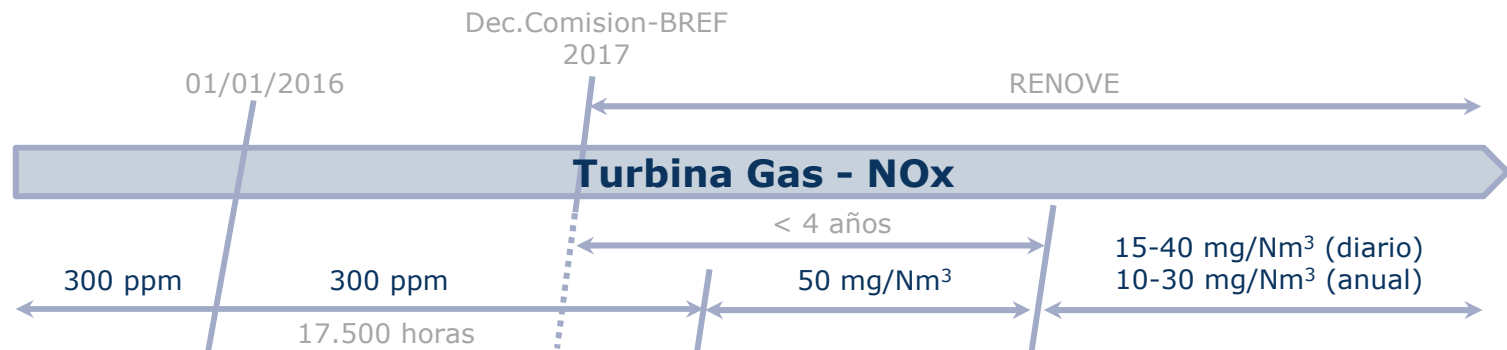 Dec.Comision-BREF
2017
01/01/2016
RENOVE
Turbina Gas - NOx
< 4 años
15-40 mg/Nm³ (diario)
300 ppm
300 ppm
50 mg/Nm³
10-30 mg/Nm³ (anual)
17.500 horas